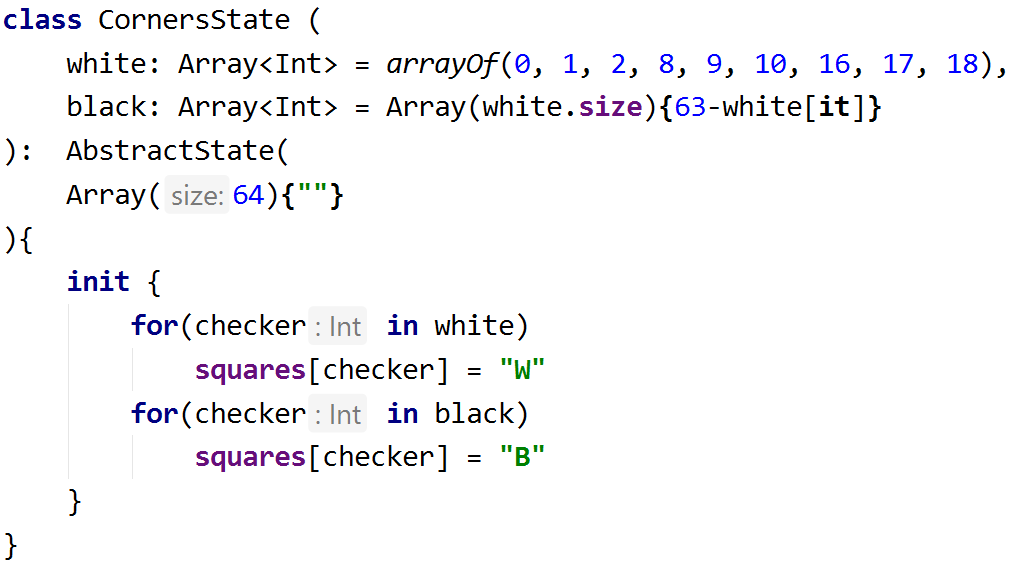 class CornersState (
    white: Array<Int> = arrayOf(0, 1, 2, 8, 9, 10, 16, 17, 18),
    black: Array<Int> = Array(white.size){63-white[it]}
):  AbstractState(
    Array( size: 64){""}
){
    init {
        for(checker : Int in white)
            squares[checker] = "W"
        for(checker : Int in black)
            squares[checker] = "B"
    }
}